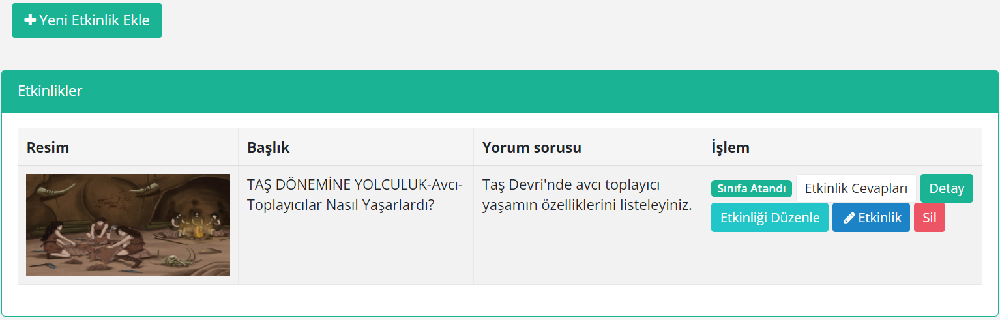 Yeni Etkinlik Ekle
Etkinlikler
Resim
Başlık
Yorum sorusu
İşlem
TAŞ DÖNEMİNE YOLCULUK-Avcı-
Toplayıcılar Nasıl Yaşarlardı?
Taş Devri'nde avcı toplayıcı
yaşamın özelliklerini listeleyiniz.
Sınıfa Atandı
Etkinlik Cevapları
Detay
Etkinliği Düzenle
Etkinlik
Sil